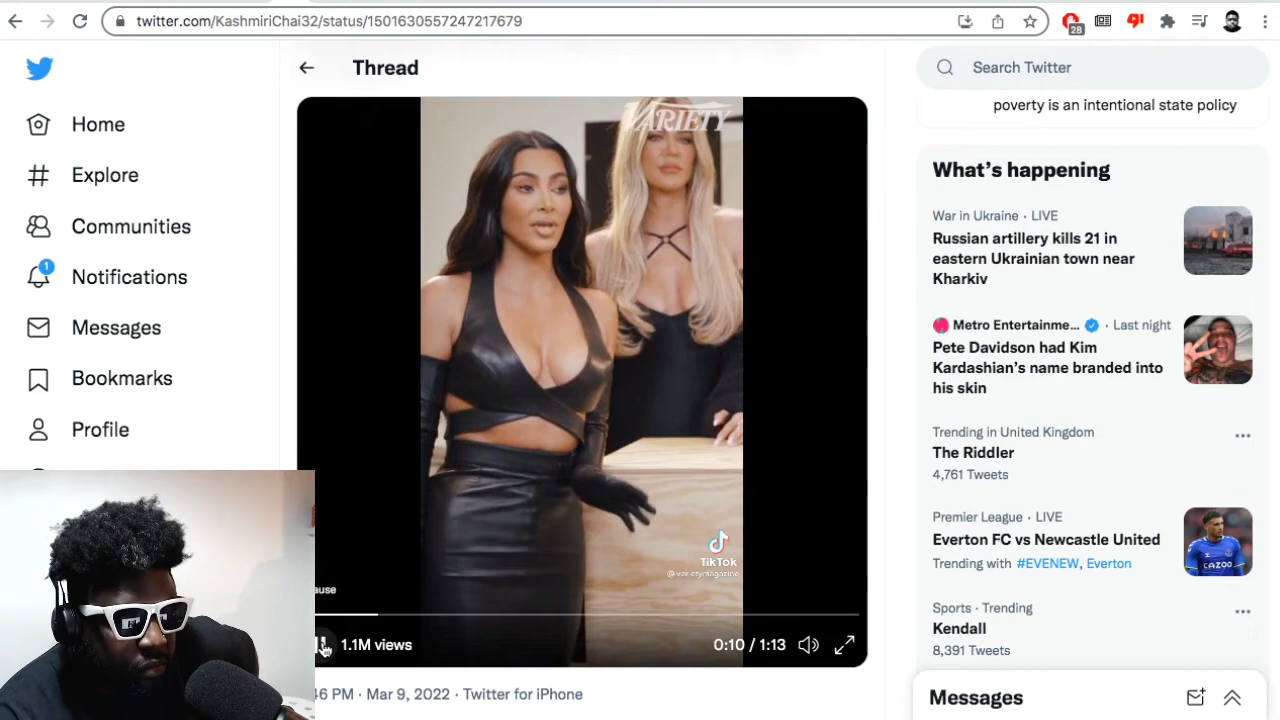 twitter.com/KashmiriChai32/status/1501630557247217679
28
Thread
Search Twitter
Home
Explore
Communities
1
Notifications
Messages
Bookmarks
Profile
VARIETY
TikTok
@varietymagazine
ause
1.1M views
0:10 / 1:13
46 PM · Mar 9, 2022 · Twitter for iPhone
poverty is an intentional state policy
What's happening
War in Ukraine · LIVE
Russian artillery kills 21 in
eastern Ukrainian town near
Kharkiv
Metro Entertainme... · Last night
Pete Davidson had Kim
Kardashian's name branded into
his skin
Trending in United Kingdom
The Riddler
4,761 Tweets
Premier League · LIVE
Everton FC vs Newcastle United
Trending with #EVENEW, Everton
CAZOO
Sports · Trending
Kendall
8,391 Tweets
Messages